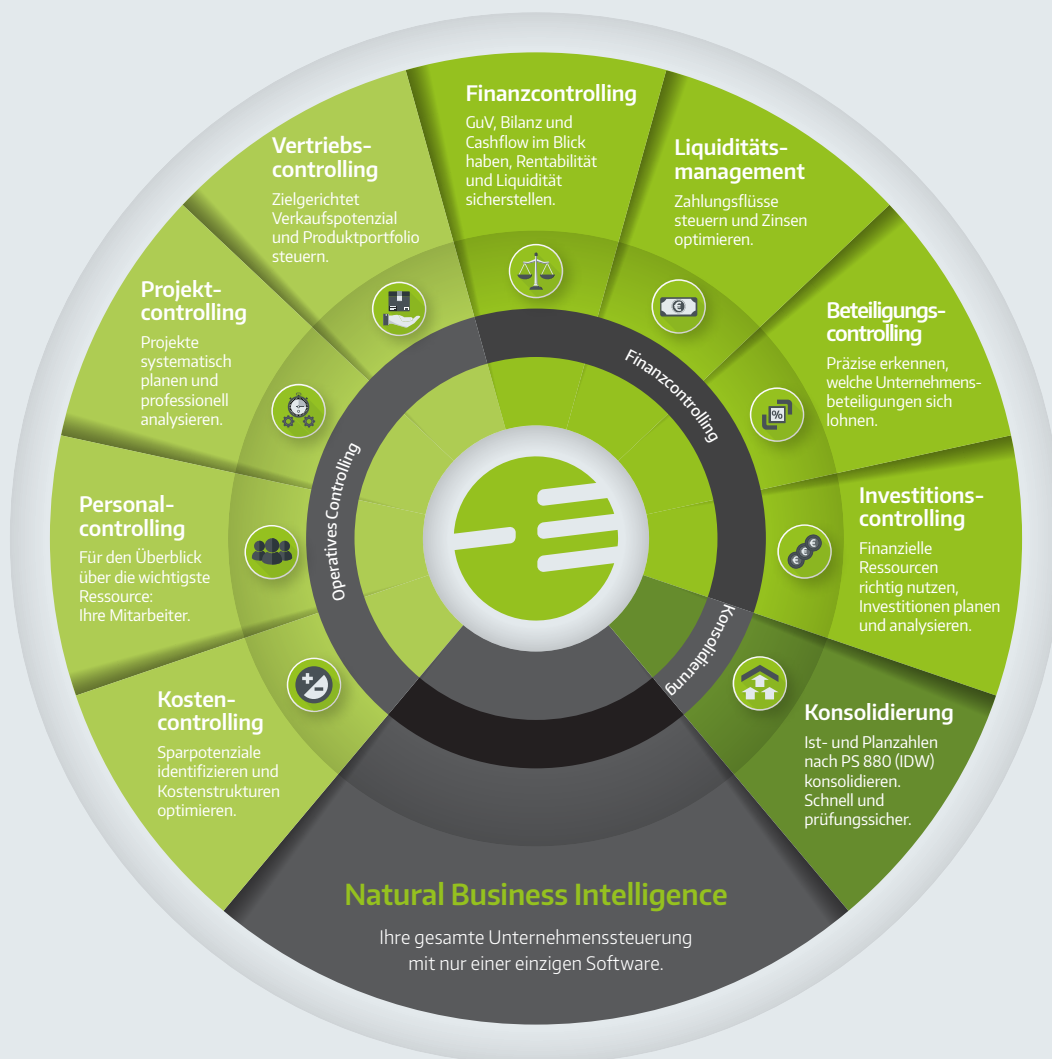 Finanzcontrolling
GuV, Bilanz und
Cashflow im Blick
haben, Rentabilität
und Liquidität
sicherstellen.
Liquiditäts-
management
Zahlungsflüsse
steuern und Zinsen
optimieren.
Beteiligungs-
controlling
Präzise erkennen,
welche Unternehmens-
beteiligungen sich
lohnen.
Investitions-
controlling
Finanzielle
Ressourcen
richtig nutzen,
Investitionen planen
und analysieren.
Konsolidierung
Ist- und Planzahlen
nach PS 880 (IDW)
konsolidieren.
Schnell und
prüfungssicher.
Natural Business Intelligence
Ihre gesamte Unternehmenssteuerung
mit nur einer einzigen Software.
Kosten-
controlling
Sparpotenziale
identifizieren und
Kostenstrukturen
optimieren.
Personal-
controlling
Für den Überblick
über die wichtigste
Ressource:
Ihre Mitarbeiter.
Projekt-
controlling
Projekte
systematisch
planen und
professionell
analysieren.
Vertriebs-
controlling
Zielgerichtet
Verkaufspotenzial
und Produktportfolio
steuern.
Operatives Controlling
Finanzcontrolling
Konsolidierung
€
%
€
€
€
+
-